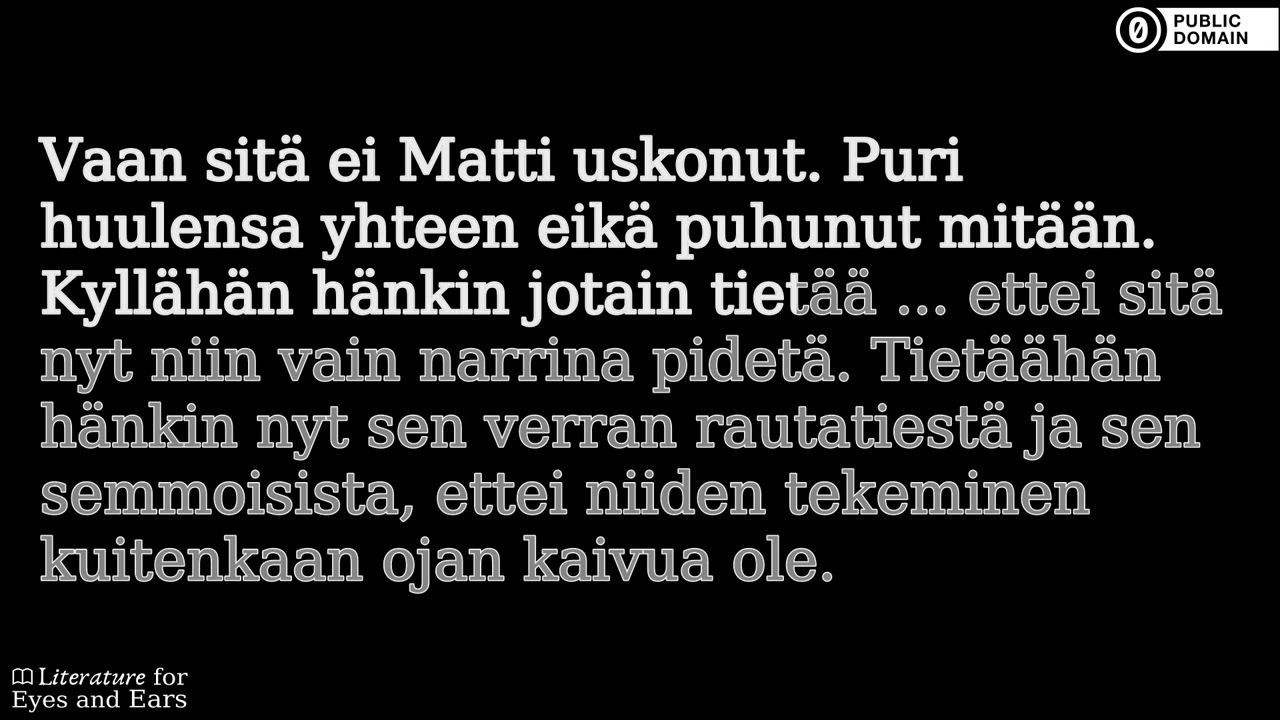 PUBLIC
DOMAIN
Vaan sitä ei Matti uskonut. Puri
huulensa yhteen eikä puhunut mitään.
Kyllähän hänkin jotain tietää ... ettei sitä
nyt niin vain narrina pidetä. Tietäähän
hänkin nyt sen verran rautatiestä ja sen
semmoisista, ettei niiden tekeminen
kuitenkaan ojan kaivua ole.
Literature for
Eyes and Ears